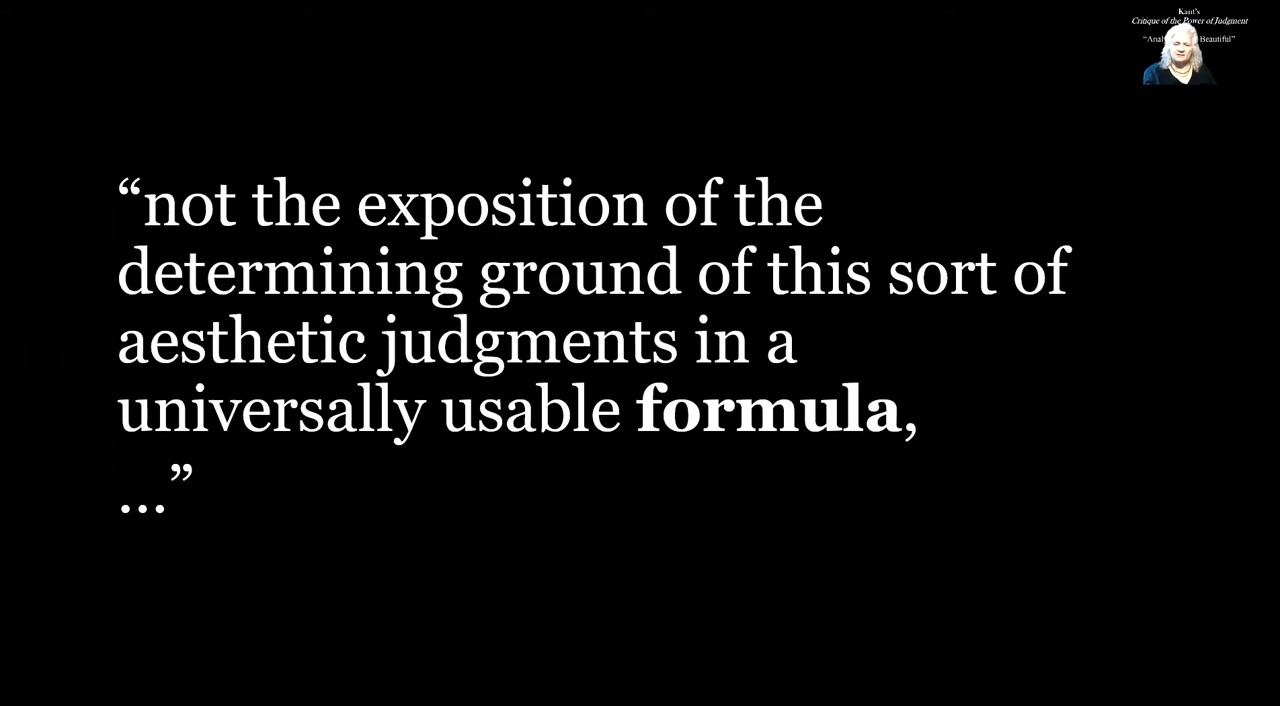 Kant's
Critique of the Power of Judgment
Beautiful”
“not the exposition of the
determining ground of this sort of
aesthetic judgments in a
universally usable formula,
...”